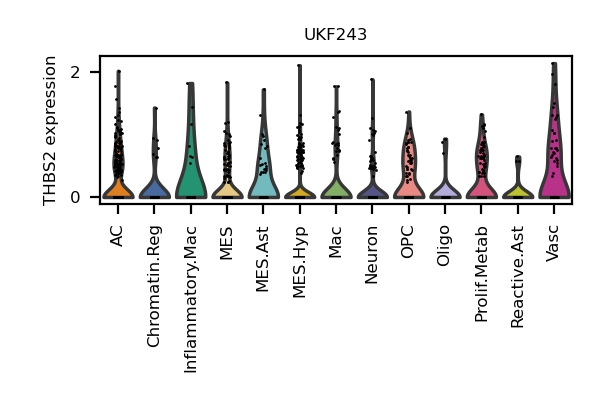 UKF243
THBS2 expression
2
0
AC
Chromatin.Reg
Inflammatory.Mac
MES
MES.Ast
MES.Hyp
Mac
Neuron
OPC
Oligo
Prolif.Metab
Reactive.Ast
Vasc